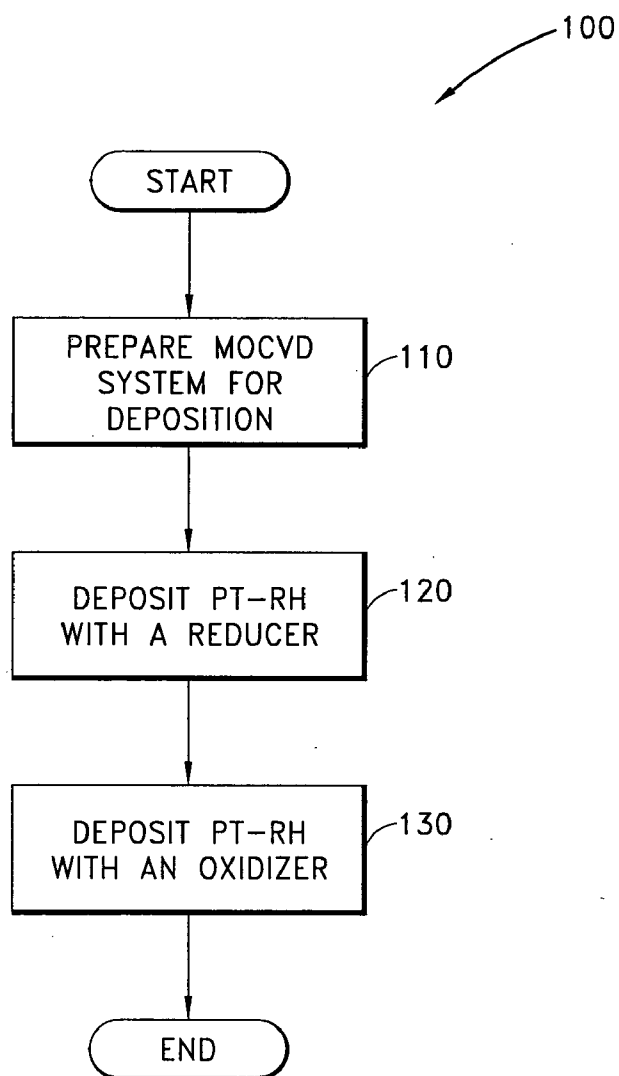 100
START
PREPARE MOCVD
SYSTEM FOR
DEPOSITION
110
DEPOSIT PT-RH
WITH A REDUCER
120
DEPOSIT PT-RH
WITH AN OXIDIZER
130
END